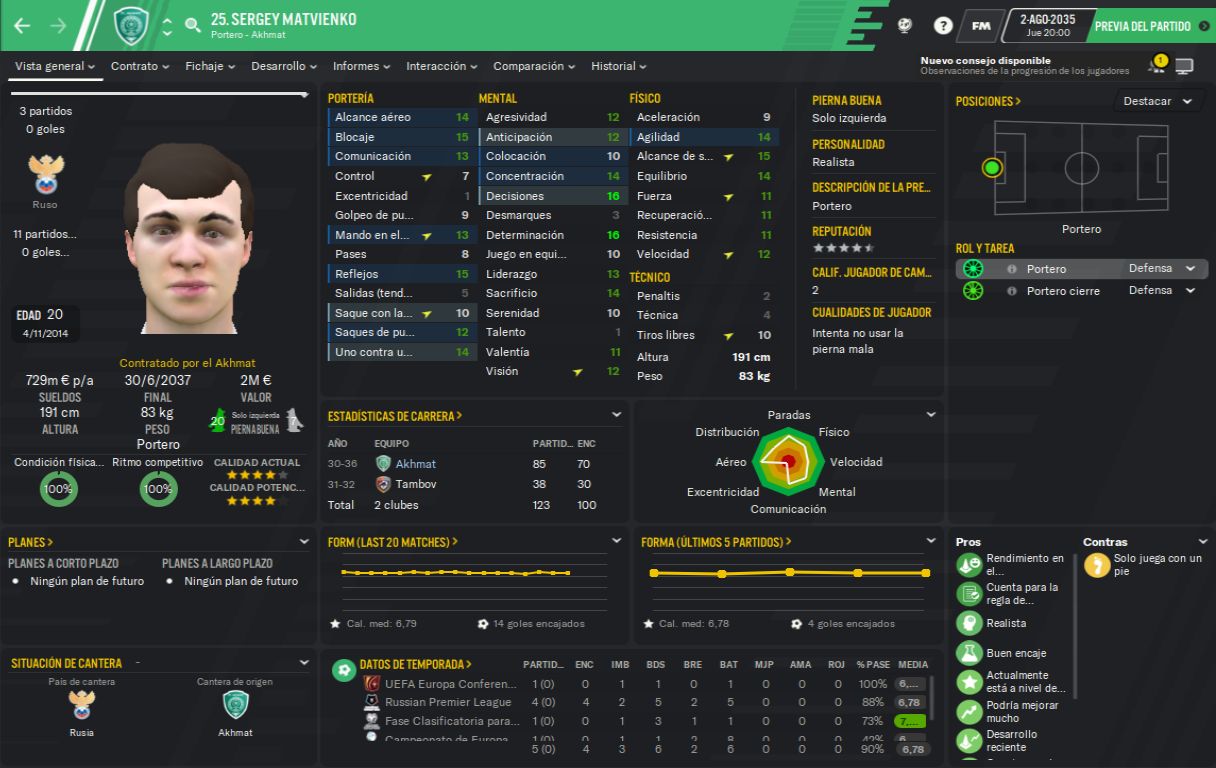 25. SERGEY MATVIENKO
Portero - Akhmat
FM
2-AGO-2035
Jue 20:00
PREVIA DEL PARTIDO
Vista general
Contrato
Fichaje
Desarrollo
Informes
Interacción
Comparación
Historial
Nuevo consejo disponible
Observaciones de la progresión de los jugadores
1
3 partidos
0 goles
Ruso
11 partidos...
0 goles...
EDAD 20
4/11/2014
Contratado por el Akhmat
729m € p/a
SUELDOS
30/6/2037
FINAL
2M €
VALOR
191 cm
ALTURA
83 kg
PESO
20 Solo izquierda 7
PIERNA BUENA
Portero
Condición física...
100%
Ritmo competitivo
100%
CALIDAD ACTUAL
CALIDAD POTENC...
PORTERÍA
Alcance aéreo 14
Blocaje 15
Comunicación 13
Control 7
Excentricidad 1
Golpeo de pu... 9
Mando en el... 13
Pases 8
Reflejos 15
Salidas (tend... 5
Saque con la... 10
Saques de pu... 12
Uno contra u... 14
MENTAL
Agresividad 12
Anticipación 12
Colocación 10
Concentración 14
Decisiones 16
Desmarques 3
Determinación 16
Juego en equi... 10
Liderazgo 13
Sacrificio 14
Serenidad 10
Talento 1
Valentía 11
Visión 12
FÍSICO
Aceleración 9
Agilidad 14
Alcance de s... 15
Equilibrio 14
Fuerza 11
Recuperació... 11
Resistencia 11
Velocidad 12
TÉCNICO
Penaltis 2
Técnica 4
Tiros libres 10
Altura 191 cm
Peso 83 kg
PIERNA BUENA
Solo izquierda
PERSONALIDAD
Realista
DESCRIPCIÓN DE LA PRE...
Portero
REPUTACIÓN
CALIF. JUGADOR DE CAM...
2
CUALIDADES DE JUGADOR
Intenta no usar la
pierna mala
POSICIONES
Destacar
Portero
ROL Y TAREA
Portero Defensa
Portero cierre Defensa
ESTADÍSTICAS DE CARRERA
AÑO EQUIPO PARTID... ENC
30-36 Akhmat 85 70
31-32 Tambov 38 30
Total 2 clubes 123 100
Paradas
Distribución
Físico
Aéreo
Velocidad
Excentricidad
Mental
Comunicación
PLANES
PLANES A CORTO PLAZO
Ningún plan de futuro
PLANES A LARGO PLAZO
Ningún plan de futuro
FORM (LAST 20 MATCHES)
Cal. med: 6,79
14 goles encajados
FORMA (ÚLTIMOS 5 PARTIDOS)
Cal. med: 6,78
4 goles encajados
Pros
Rendimiento en
el...
Cuenta para la
regla de...
Realista
Buen encaje
Actualmente
está a nivel de...
Podría mejorar
mucho
Desarrollo
reciente
Contras
Solo juega con un
pie
SITUACIÓN DE CANTERA -
País de cantera
Rusia
Cantera de origen
Akhmat
DATOS DE TEMPORADA PARTID... ENC IMB BDS BRE BAT MJP AMA ROJ % PASE MEDIA
UEFA Europa Conferen... 1 (0) 0 1 1 0 1 0 0 0 100% 6,...
Russian Premier League 4 (0) 4 2 5 2 5 0 0 0 88% 6,78
Fase Clasificatoria para... 1 (0) 0 1 3 1 1 0 0 0 73% 7,...
Campeonato de Europa
5 (0) 4 3 6 2 6 0 0 0 90% 6,78